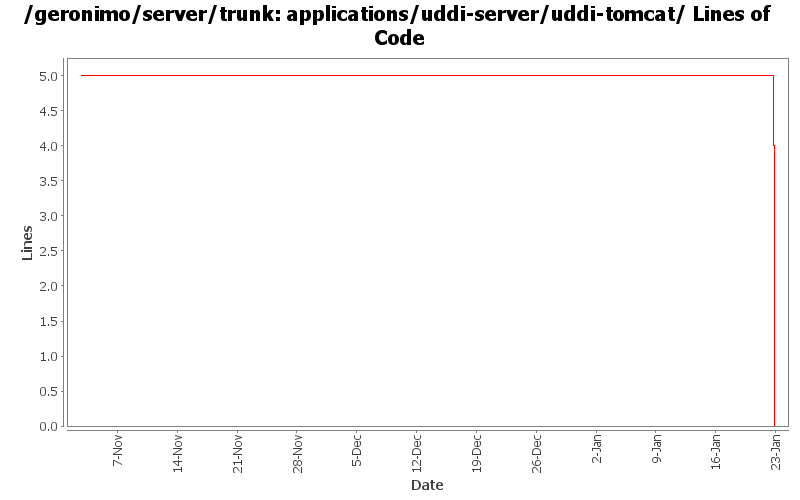 /geronimo/server/trunk: applications/uddi-server/uddi-tomcat/ Lines of
Code
5.0
4.5
4.0
3.5
3.0
2.5
2.0
1.5
1.0
0.5
0.0
Lines
7-Nov
14-Nov
21-Nov
28-Nov
5-Dec
12-Dec
19-Dec
26-Dec
2-Jan
9-Jan
16-Jan
23-Jan
Date